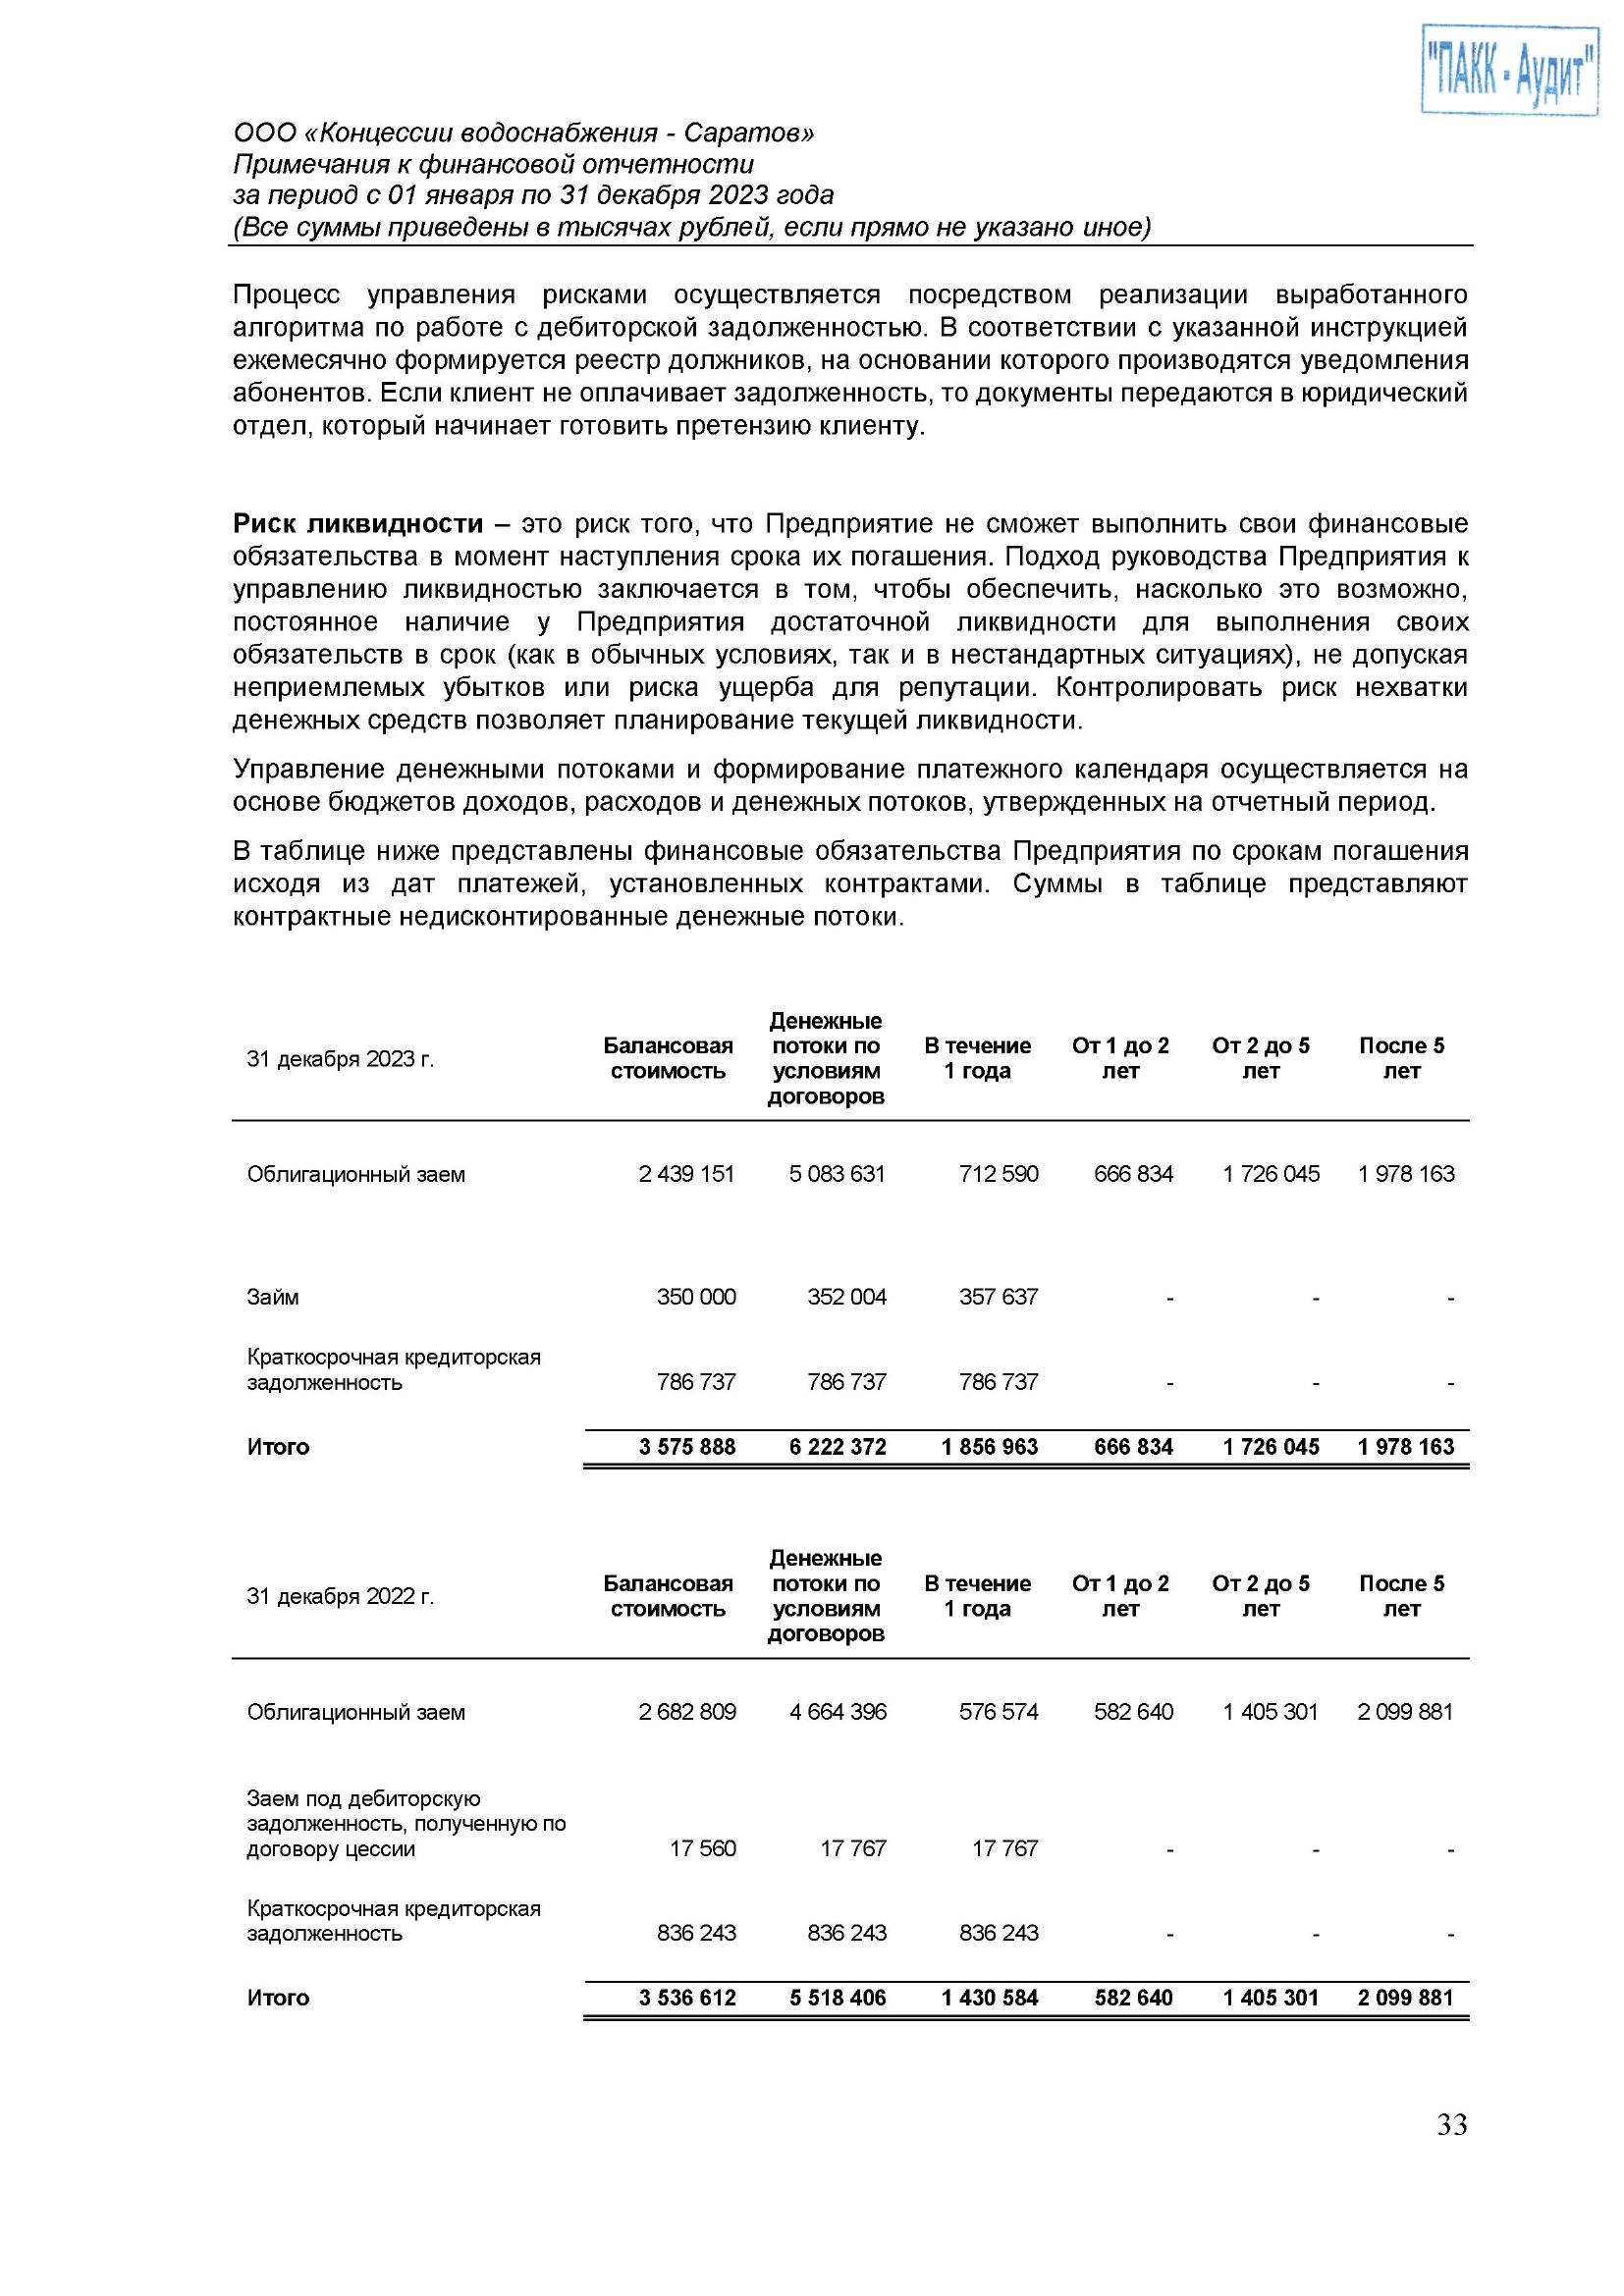 "ПАКК - Аудит"
ООО «Концессии водоснабжения - Саратов»
Примечания к финансовой отчетности
за период с 01 января по 31 декабря 2023 года
(Все суммы приведены в тысячах рублей, если прямо не указано иное)
Процесс управления рисками осуществляется посредством реализации выработанного
алгоритма по работе с дебиторской задолженностью. В соответствии с указанной инструкцией
ежемесячно формируется реестр должников, на основании которого производятся уведомления
абонентов. Если клиент не оплачивает задолженность, то документы передаются в юридический
отдел, который начинает готовить претензию клиенту.
Риск ликвидности – это риск того, что Предприятие не сможет выполнить свои финансовые
обязательства в момент наступления срока их погашения. Подход руководства Предприятия к
управлению ликвидностью заключается в том, чтобы обеспечить, насколько это возможно,
постоянное наличие у Предприятия достаточной ликвидности для выполнения своих
обязательств в срок (как в обычных условиях, так и в нестандартных ситуациях), не допуская
неприемлемых убытков или риска ущерба для репутации. Контролировать риск нехватки
денежных средств позволяет планирование текущей ликвидности.
Управление денежными потоками и формирование платежного календаря осуществляется на
основе бюджетов доходов, расходов и денежных потоков, утвержденных на отчетный период.
В таблице ниже представлены финансовые обязательства Предприятия по срокам погашения
исходя из дат платежей, установленных контрактами. Суммы в таблице представляют
контрактные недисконтированные денежные потоки.
31 декабря 2023 г. Балансовая стоимость Денежные потоки по условиям договоров В течение 1 года От 1 до 2 лет От 2 до 5 лет После 5 лет
Облигационный заем 2 439 151 5 083 631 712 590 666 834 1 726 045 1 978 163
Займ 350 000 352 004 357 637 - - -
Краткосрочная кредиторская
задолженность 786 737 786 737 786 737 - - -
Итого 3 575 888 6 222 372 1 856 963 666 834 1 726 045 1 978 163
31 декабря 2022 г. Балансовая стоимость Денежные потоки по условиям договоров В течение 1 года От 1 до 2 лет От 2 до 5 лет После 5 лет
Облигационный заем 2 682 809 4 664 396 576 574 582 640 1 405 301 2 099 881
Заем под дебиторскую
задолженность, полученную по
договору цессии 17 560 17 767 17 767 - - -
Краткосрочная кредиторская
задолженность 836 243 836 243 836 243 - - -
Итого 3 536 612 5 518 406 1 430 584 582 640 1 405 301 2 099 881
33